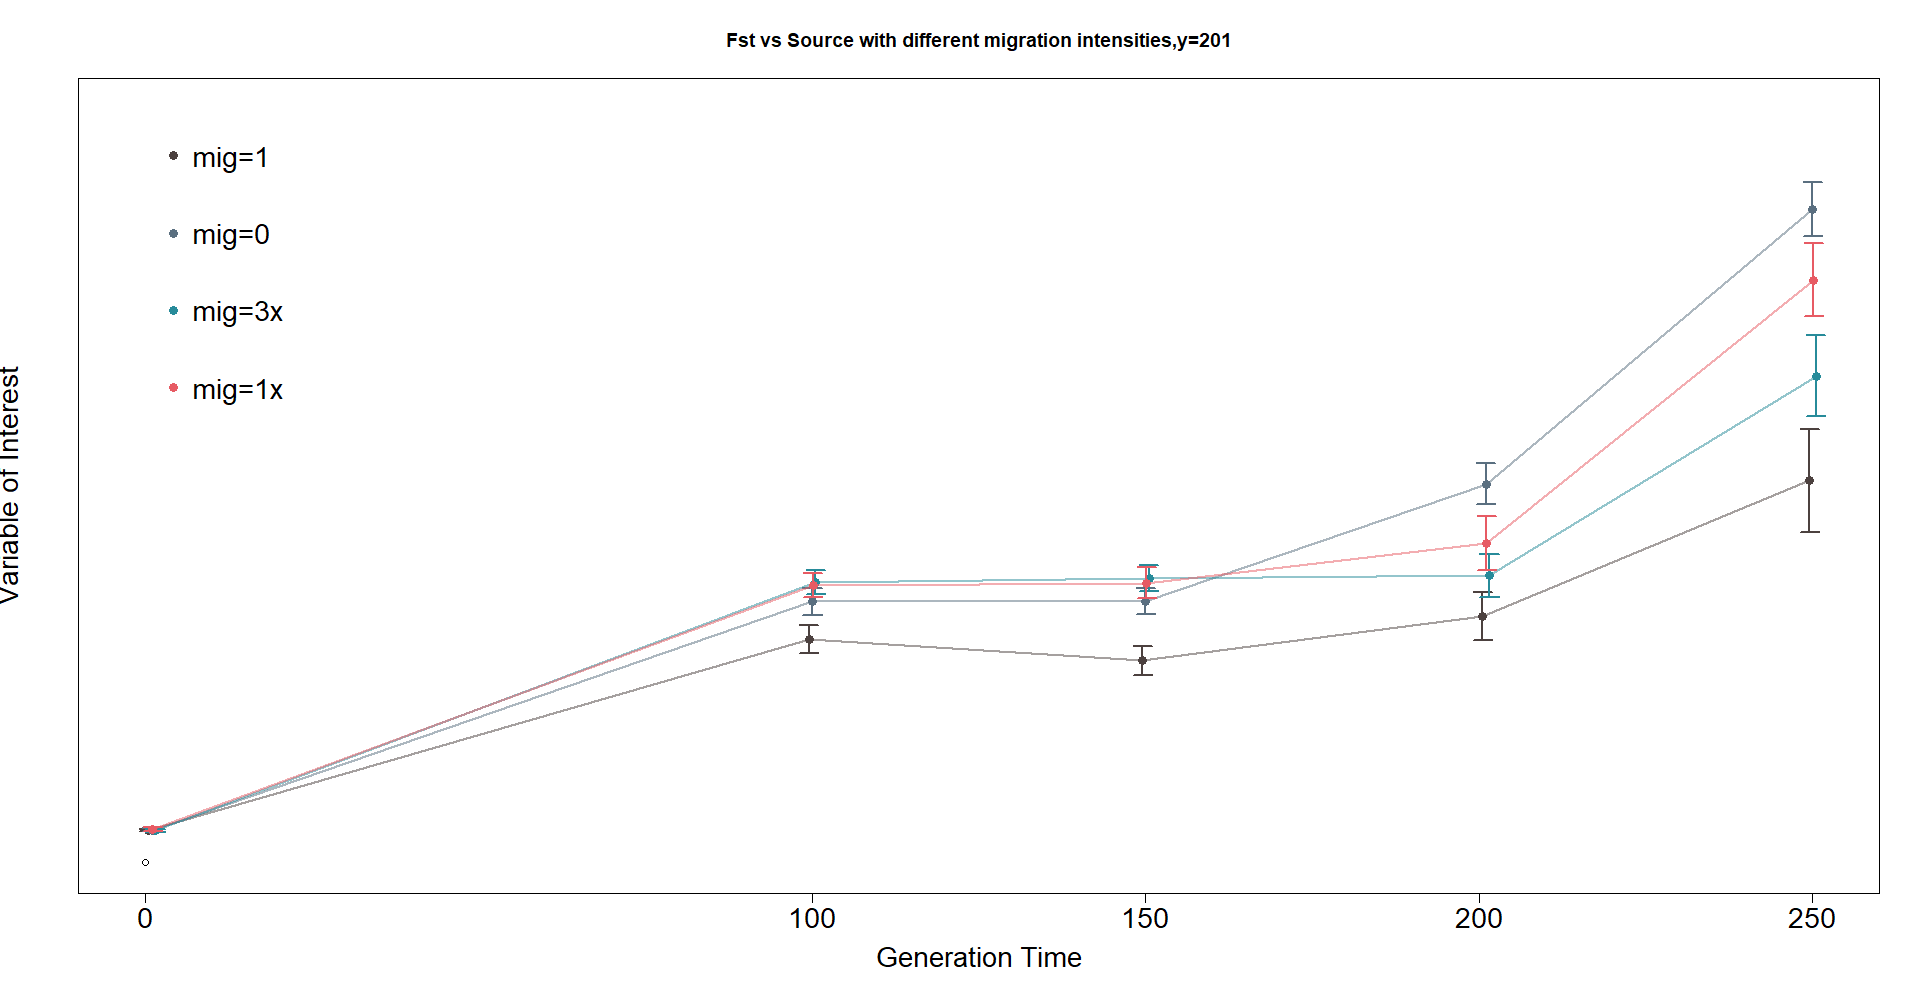 Fst vs Source with different migration intensities,y=201
mig=1
mig=0
mig=3x
mig=1x
Variable of Interest
0 100 150 200 250
Generation Time